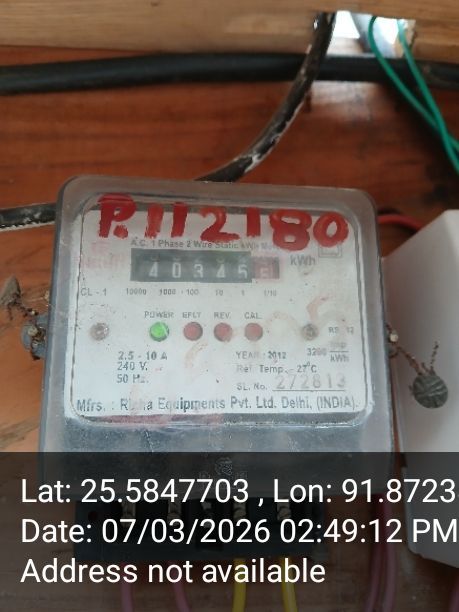 P.112180
A.C. 1 Phase 2 Wire Static kWh Meter
40345 kWh
CL - 1 10000 1000 100 10 1 1/10
POWER EFLT REV. CAL.
2.5 - 10 A
240 V.
50 Hz.
YEAR : 2012
Ref. Temp. - 27°C
SL. No. 272813
3200 imp/kWh
Mfrs. : Equipments Pvt. Ltd. Delhi, (INDIA)
Lat: 25.5847703 , Lon: 91.8723
Date: 07/03/2026 02:49:12 PM
Address not available